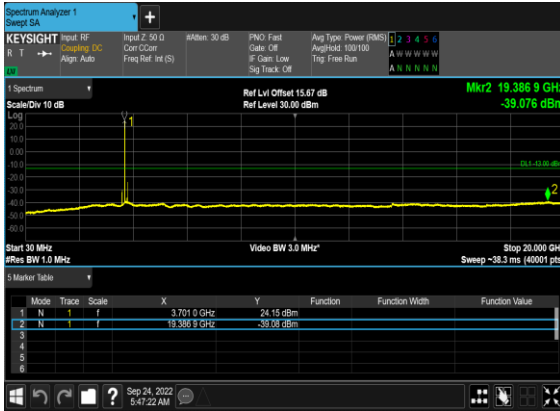 Spectrum Analyzer 1
Swept SA
+
KEYSIGHT Input: RF Input Z: 50 Ω #Atten: 30 dB PNO: Fast Avg Type: Power (RMS) 1 2 3 4 5 6
R T Coupling: DC Corr CCorr Gate: Off Avg|Hold: 100/100 A W W W W W
Align: Auto Freq Ref: Int (S) IF Gain: Low Trig: Free Run
Sig Track: Off A N N N N N
1 Spectrum Ref Lvl Offset 15.67 dB Mkr2 19.386 9 GHz
Scale/Div 10 dB Ref Level 30.00 dBm -39.076 dBm
Log
20.0
10.0
0.00
-10.0
-20.0
-30.0
-40.0
-50.0
-60.0
1
DL1 -13.00 dBm
2
Start 30 MHz Video BW 3.0 MHz* Stop 20.000 GHz
#Res BW 1.0 MHz Sweep ~38.3 ms (40001 pts)
5 Marker Table
Mode Trace Scale X Y Function Function Width Function Value
1 N 1 f 3.701 0 GHz 24.15 dBm
2 N 1 f 19.386 9 GHz -39.08 dBm
3
4
5
6
? Sep 24, 2022
5:47:22 AM